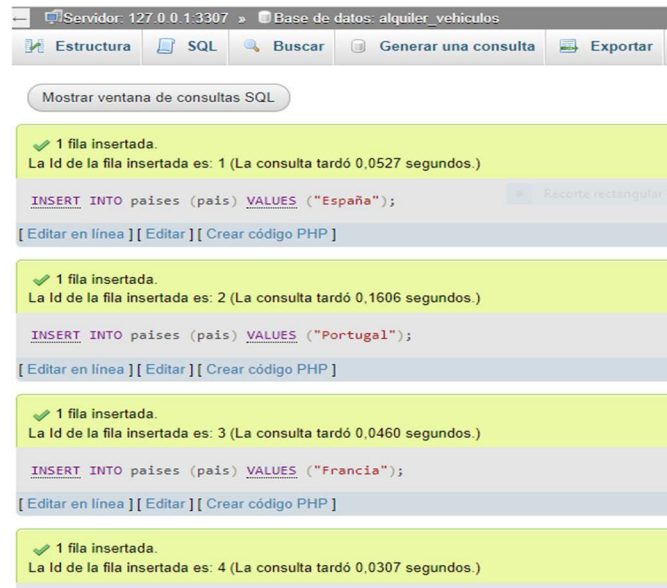 Servidor: 127.0.0.1:3307 » Base de datos: alquiler_vehiculos
Estructura SQL Buscar Generar una consulta Exportar
Mostrar ventana de consultas SQL
1 fila insertada.
La Id de la fila insertada es: 1 (La consulta tardó 0,0527 segundos.)
INSERT INTO paises (pais) VALUES ("España");
Recorte rectangular
[ Editar en línea ] [ Editar ] [ Crear código PHP ]
1 fila insertada.
La Id de la fila insertada es: 2 (La consulta tardó 0,1606 segundos.)
INSERT INTO paises (pais) VALUES ("Portugal");
[ Editar en línea ] [ Editar ] [ Crear código PHP ]
1 fila insertada.
La Id de la fila insertada es: 3 (La consulta tardó 0,0460 segundos.)
INSERT INTO paises (pais) VALUES ("Francia");
[ Editar en línea ] [ Editar ] [ Crear código PHP ]
1 fila insertada.
La Id de la fila insertada es: 4 (La consulta tardó 0,0307 segundos.)